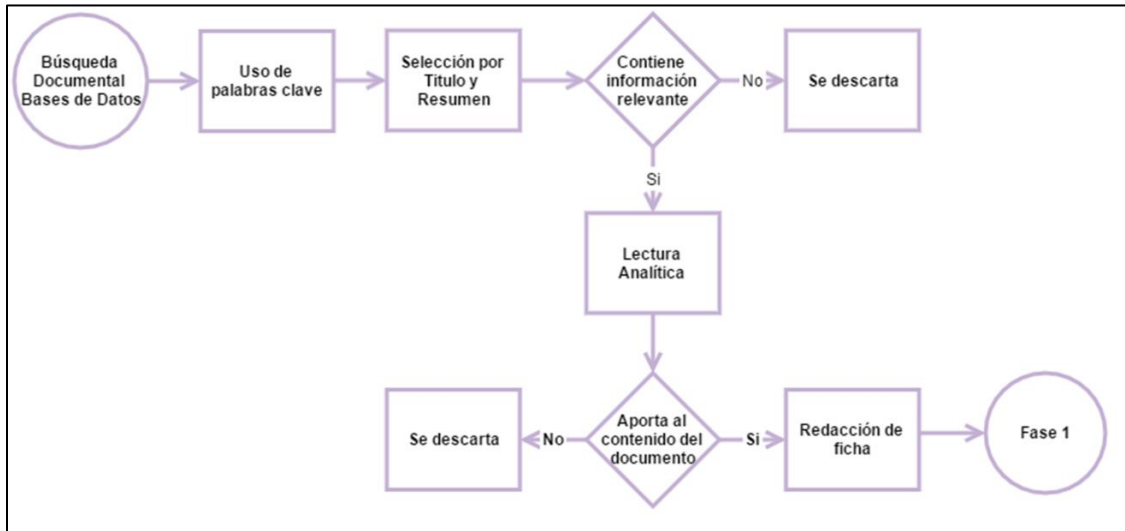 Búsqueda
Documental
Bases de Datos
Uso de
palabras clave
Selección por
Titulo y
Resumen
Contiene
información
relevante
No
Se descarta
Si
Lectura
Analítica
Se descarta
No
Aporta al
contenido del
documento
Si
Redacción de
ficha
Fase 1